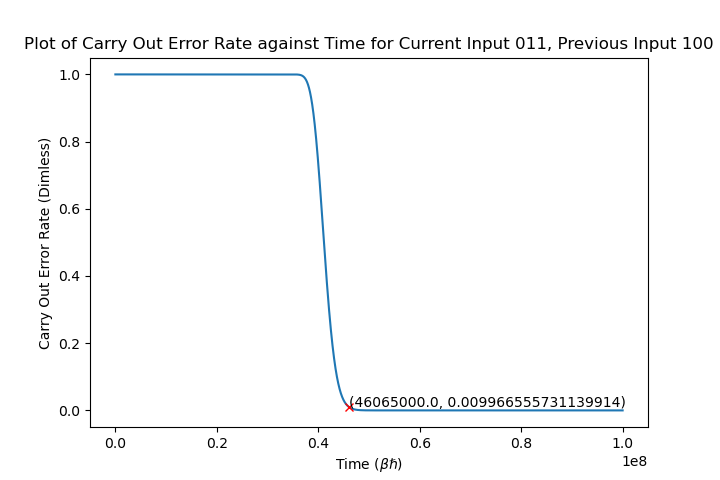 Plot of Carry Out Error Rate against Time for Current Input 011, Previous Input 100
1.0
0.8
0.6
0.4
0.2
0.0
Carry Out Error Rate (Dimless)
(46065000.0, 0.009966555731139914)
0.0 0.2 0.4 0.6 0.8 1.0
1e8
Time (βħ)